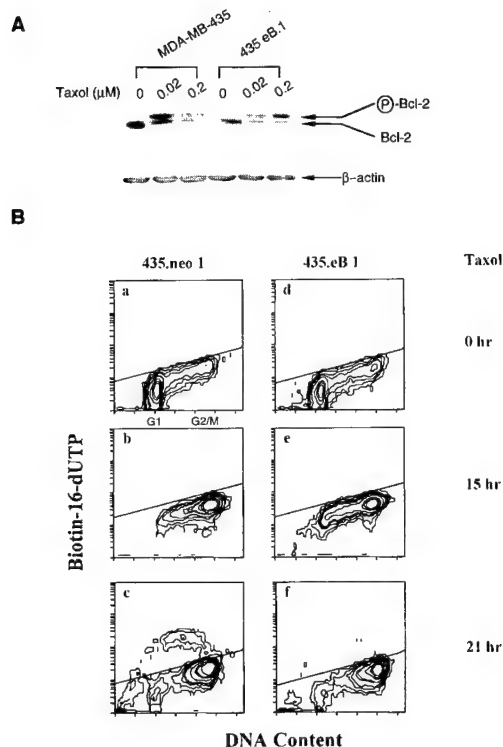 A
MDA-MB-435 435 eB.1
Taxol (µM) 0 0.02 0.2 0 0.02 0.2
P-Bcl-2
Bcl-2
β-actin
B
435.neo 1 435.eB 1 Taxol
a d 0 hr
G1 G2/M
b e 15 hr
c f 21 hr
Biotin-16-dUTP
DNA Content